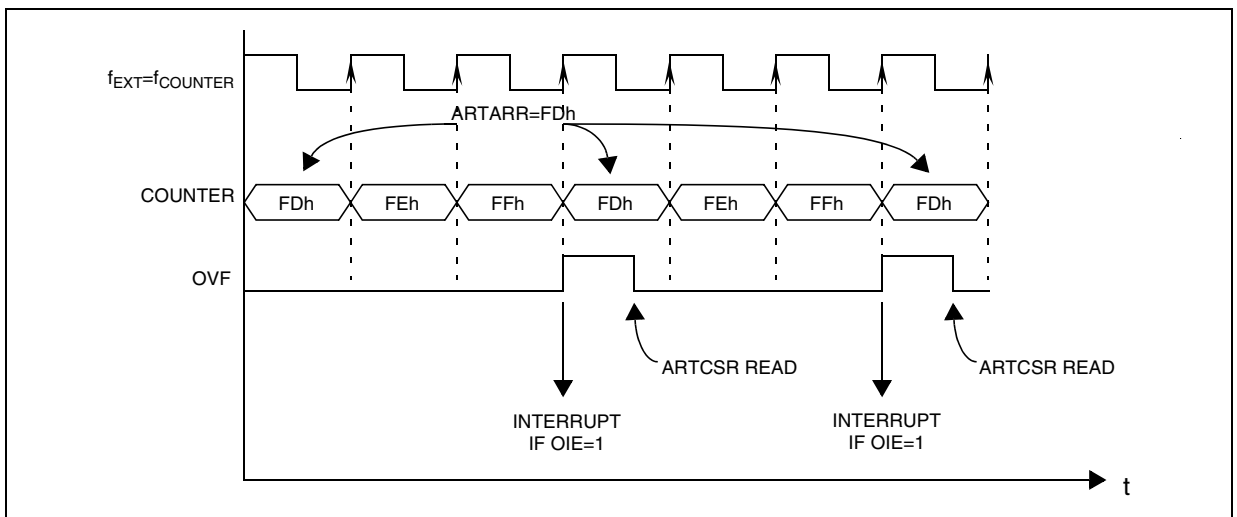 fEXT=fCOUNTER
ARTARR=FDh
COUNTER
FDh
FEh
FFh
FDh
FEh
FFh
FDh
OVF
ARTCSR READ
ARTCSR READ
INTERRUPT
IF OIE=1
INTERRUPT
IF OIE=1
t